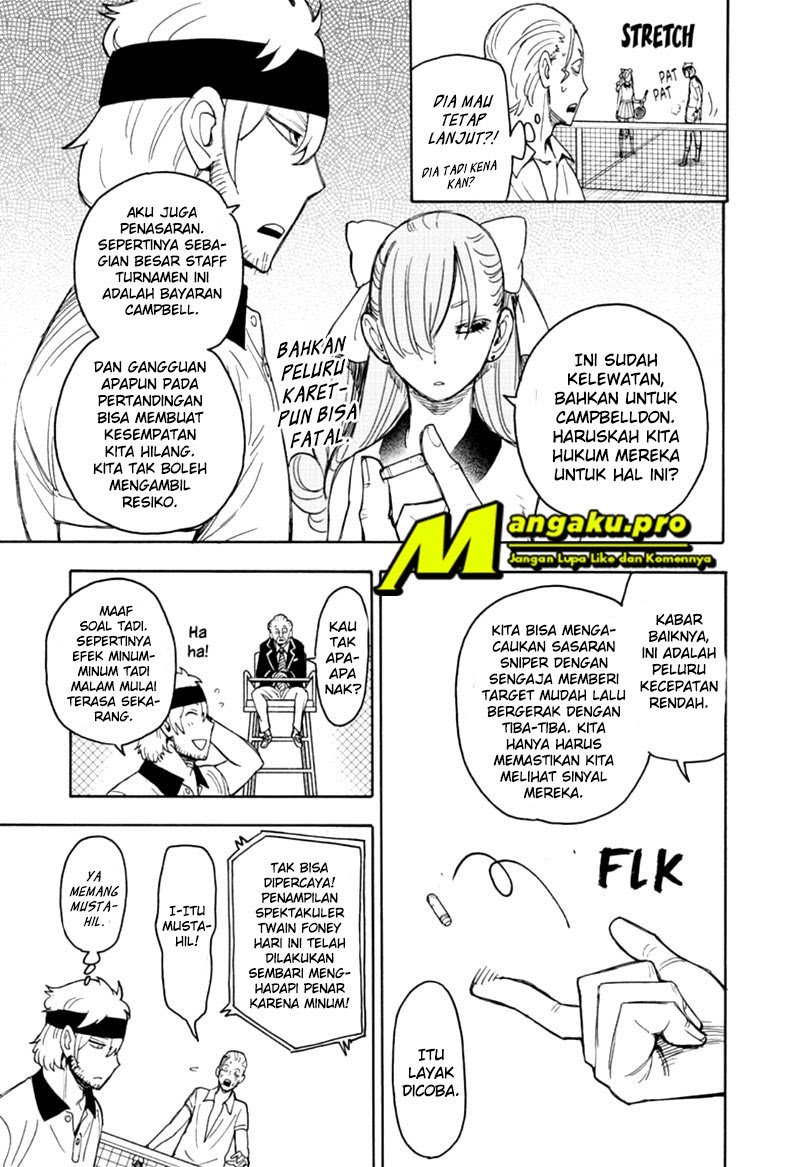 STRETCH
PAT
PAT
DIA MAU
TETAP
LANJUT?!
DIA TADI KENA
KAN?
AKU JUGA
PENASARAN.
SEPERTINYA SEBA-
GIAN BESAR STAFF
TURNAMEN INI
ADALAH BAYARAN
CAMPBELL.
DAN GANGGUAN
APAPUN PADA
PERTANDINGAN
BISA MEMBUAT
KESEMPATAN
KITA HILANG.
KITA TAK BOLEH
MENGAMBIL
RESIKO.
BAHKAN
PELURU
KARET-
PUN BISA
FATAL.
INI SUDAH
KELEWATAN,
BAHKAN UNTUK
CAMPBELLDON.
HARUSKAH KITA
HUKUM MEREKA
UNTUK HAL INI?
Mangaku.pro
Jangan Lupa Like dan Komennya
KABAR
BAIKNYA,
INI ADALAH
PELURU
KECEPATAN
RENDAH.
KITA BISA MENGA-
CAUKAN SASARAN
SNIPER DENGAN
SENGAJA MEMBERI
TARGET MUDAH LALU
BERGERAK DENGAN
TIBA-TIBA. KITA
HANYA HARUS
MEMASTIKAN KITA
MELIHAT SINYAL
MEREKA.
FLK
ITU
LAYAK
DICOBA.
KAU
TAK
APA-
APA
NAK?
Ha
ha!
MAAF
SOAL TADI.
SEPERTINYA
EFEK MINUM-
MINUM TADI
MALAM MULAI
TERASA SEKA-
RANG.
TAK BISA
DIPERCAYA!
PENAMPILAN
SPEKTAKULER
TWAIN FONEY
HARI INI TELAH
DILAKUKAN
SEMBARI MENG-
HADAPI PENAR
KARENA MINUM!
I-ITU
MUSTA-
HIL!
YA
MEMANG
MUSTA-
HIL.